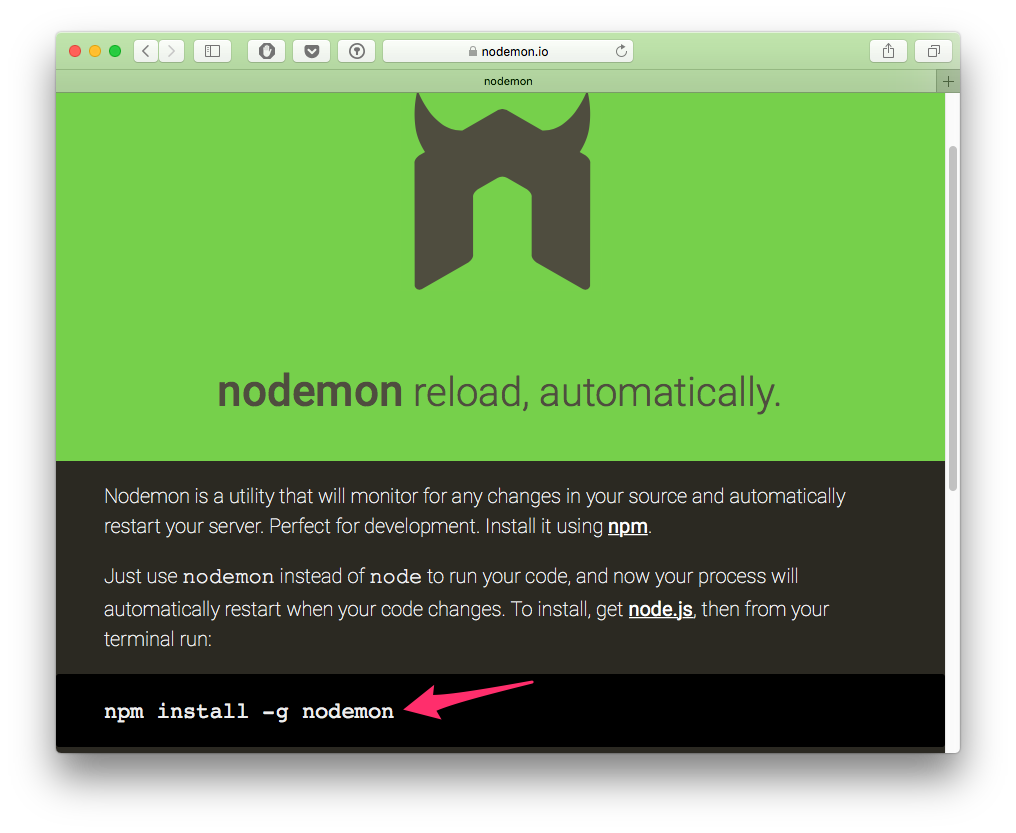 nodemon.io
nodemon
nodemon reload, automatically.
Nodemon is a utility that will monitor for any changes in your source and automatically
restart your server. Perfect for development. Install it using npm.
Just use nodemon instead of node to run your code, and now your process will
automatically restart when your code changes. To install, get node.js, then from your
terminal run:
npm install -g nodemon